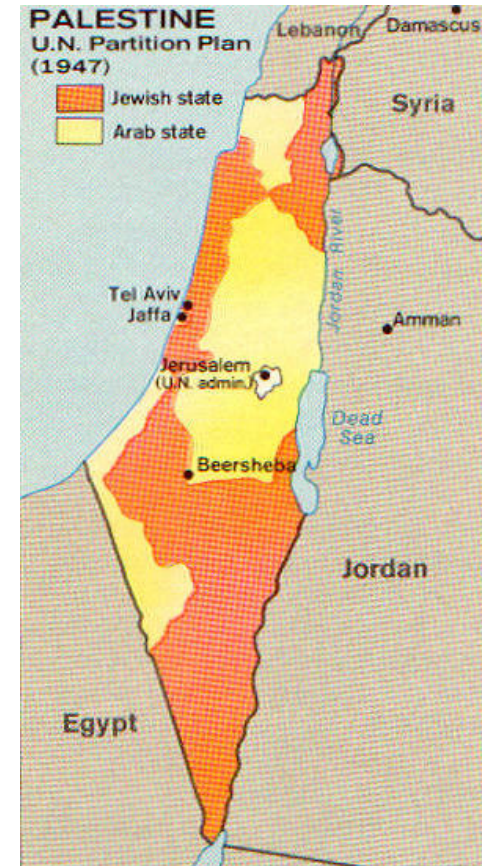 PALESTINE
U.N. Partition Plan
(1947)
Jewish state
Arab state
Lebanon
Damascus
Syria
Jordan River
Tel Aviv
Jaffa
Amman
Jerusalem
(U.N. admin.)
Dead
Sea
Beersheba
Jordan
Egypt